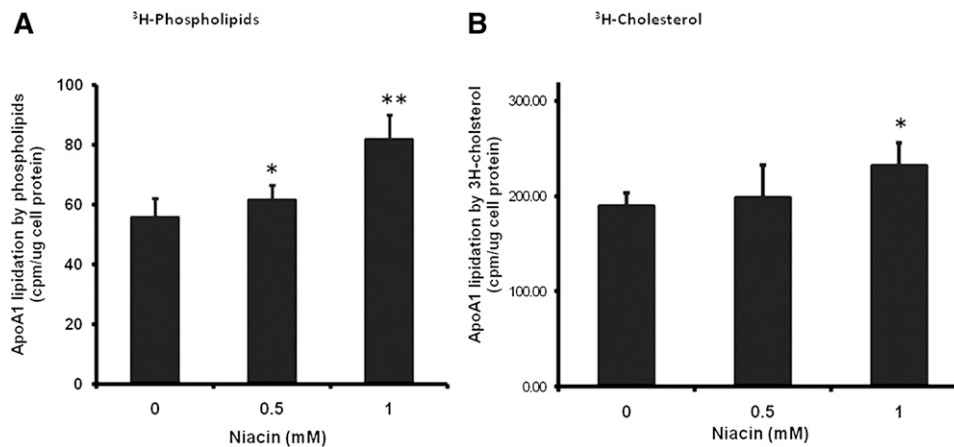 A
³H-Phospholipids
ApoA1 lipidation by phospholipids
(cpm/ug cell protein)
100
80
60
40
20
0
*
**
0 0.5 1
Niacin (mM)
B
³H-Cholesterol
ApoA1 lipidation by 3H-cholsterol
(cpm/ug cell protein)
300.00
200.00
100.00
0.00
*
0 0.5 1
Niacin (mM)